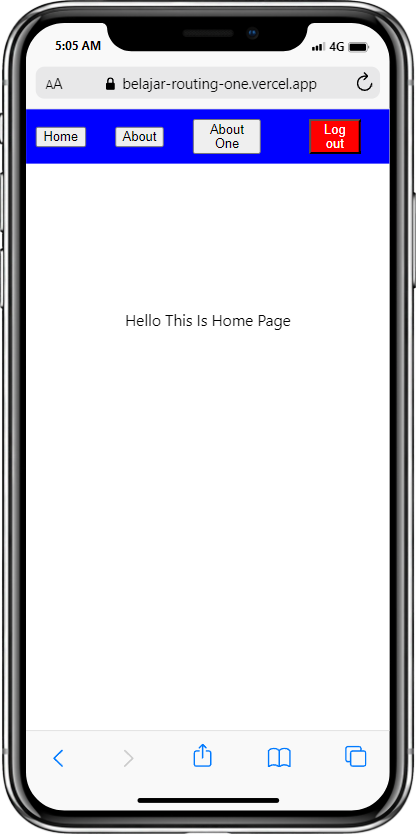 5:05 AM 4G
AA belajar-routing-one.vercel.app
Home About About One Log out
Hello This Is Home Page